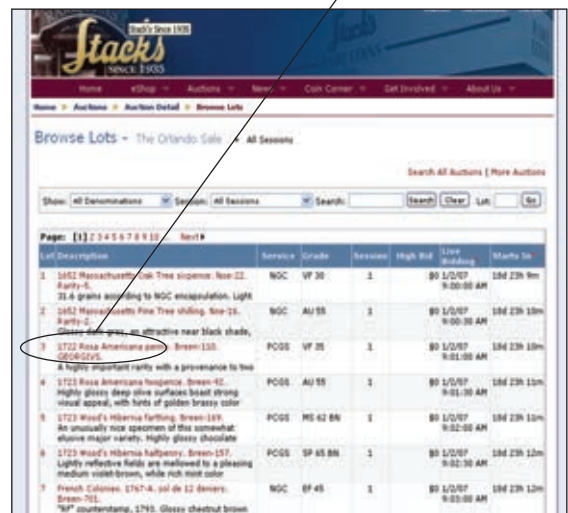 Stack's Since 1935
Stack's
SINCE 1935
Home eShop Auctions News Coin Corner Get Involved About Us
Home > Auctions > Auction Detail > Browse Lots
Browse Lots - The Orlando Sale All Sessions
Search All Auctions | More Auctions
Show: All Denominations Session: All Sessions Search: Search Clear Lot: Go
Page: [1] 2 3 4 5 6 7 8 9 10 ... Next
Lot Description Service Grade Session High Bid Live Bidding Starts In
1 1652 Massachusetts Oak Tree sixpence. Noe-22. Rarity-5. NGC VF 30 1 $0 1/2/07 9:00:00 AM 18d 23h 9m
31.6 grains according to NGC encapsulation. Light
2 1652 Massachusetts Pine Tree shilling. Noe-16. Rarity-2. NGC AU 55 1 $0 1/2/07 9:00:30 AM 18d 23h 10m
Glossy dark gray, an attractive near black shade,
3 1722 Rosa Americana penny. Breen-110. GEORGIVS. PCGS VF 35 1 $0 1/2/07 9:01:00 AM 18d 23h 10m
A highly important rarity with a provenance to two
4 1723 Rosa Americana twopence. Breen-92. PCGS AU 55 1 $0 1/2/07 9:01:30 AM 18d 23h 11m
Highly glossy deep olive surfaces boast strong
visual appeal, with hints of golden brassy color
5 1723 Wood's Hibernia farthing. Breen-169. PCGS MS 62 BN 1 $0 1/2/07 9:02:00 AM 18d 23h 11m
An unusually nice specimen of this somewhat
elusive major variety. Highly glossy chocolate
6 1723 Wood's Hibernia halfpenny. Breen-157. PCGS SP 65 BN 1 $0 1/2/07 9:02:30 AM 18d 23h 12m
Lightly reflective fields are mellowed to a pleasing
medium violet-brown, while rich mint color
7 French Colonies. 1767-A. sol de 12 deniers. Breen-701. NGC EF 45 1 $0 1/2/07 9:03:00 AM 18d 23h 12m
"RF" counterstamp, 1793. Glossy chestnut brown